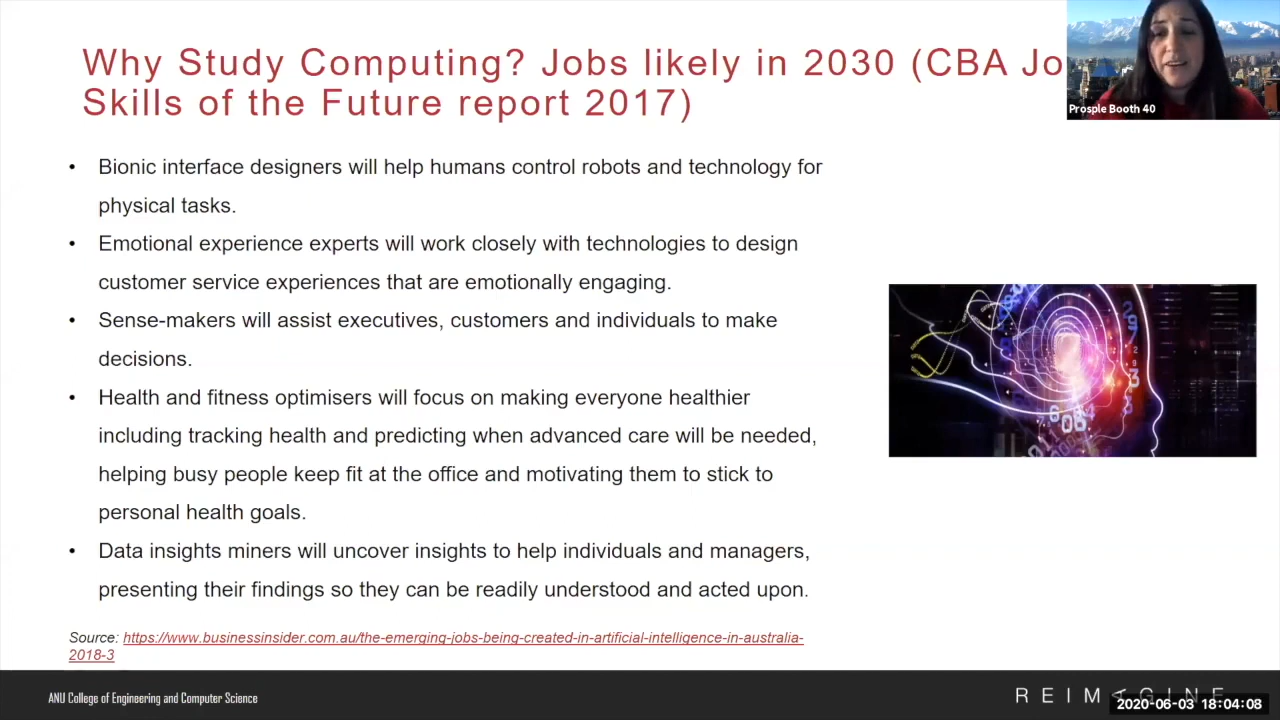 Why Study Computing? Jobs likely in 2030 (CBA Jo
Skills of the Future report 2017)
Prosple Booth 40
• Bionic interface designers will help humans control robots and technology for
physical tasks.
• Emotional experience experts will work closely with technologies to design
customer service experiences that are emotionally engaging.
• Sense-makers will assist executives, customers and individuals to make
decisions.
• Health and fitness optimisers will focus on making everyone healthier
including tracking health and predicting when advanced care will be needed,
helping busy people keep fit at the office and motivating them to stick to
personal health goals.
• Data insights miners will uncover insights to help individuals and managers,
presenting their findings so they can be readily understood and acted upon.
Source: https://www.businessinsider.com.au/the-emerging-jobs-being-created-in-artificial-intelligence-in-australia-
2018-3
ANU College of Engineering and Computer Science
REIMAGINE
2020-06-03 18:04:08